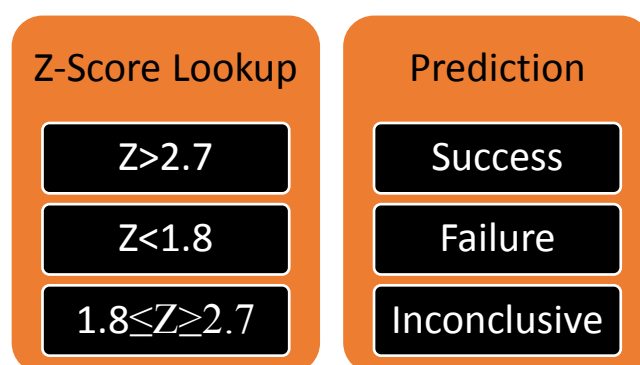 Z-Score Lookup
Z>2.7
Z<1.8
1.8≤Z≥2.7
Prediction
Success
Failure
Inconclusive